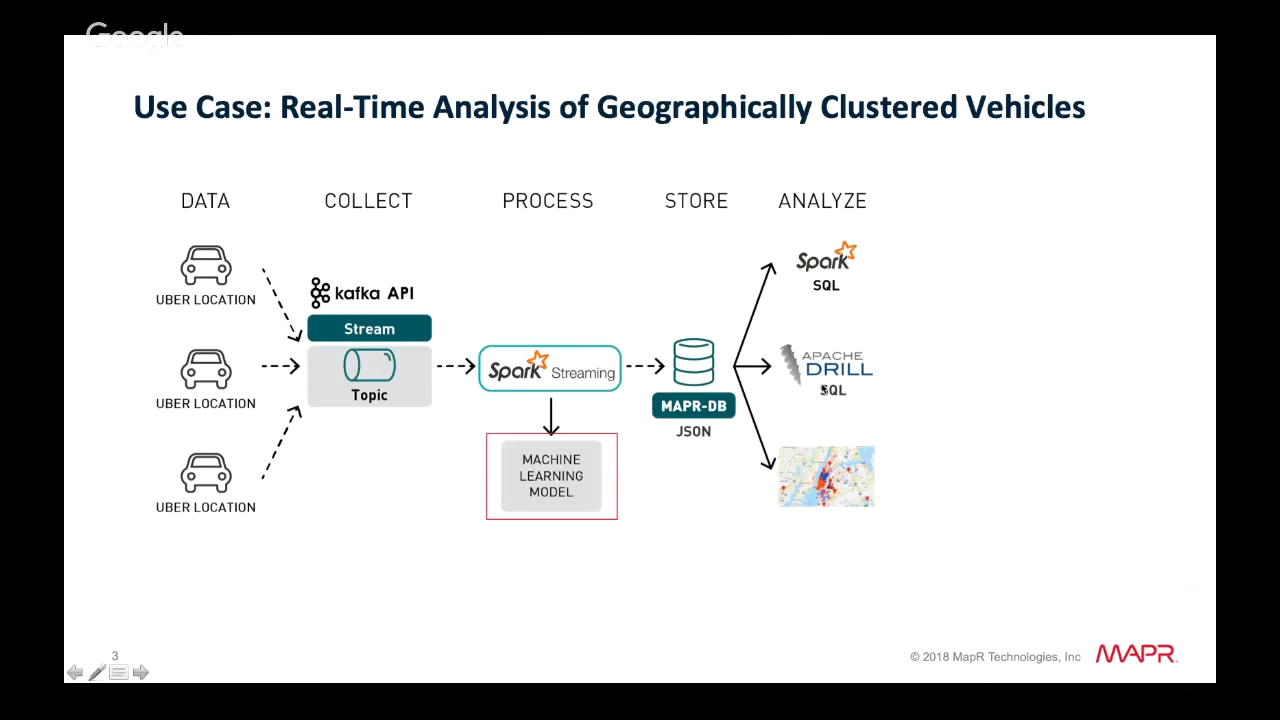 Google
Use Case: Real-Time Analysis of Geographically Clustered Vehicles
DATA
COLLECT
PROCESS
STORE
ANALYZE
UBER LOCATION
UBER LOCATION
UBER LOCATION
kafka API
Stream
Topic
Spark Streaming
MACHINE
LEARNING
MODEL
MAPR-DB
JSON
Spark
SQL
APACHE
DRILL
SQL
3
© 2018 MapR Technologies, Inc
MAPR